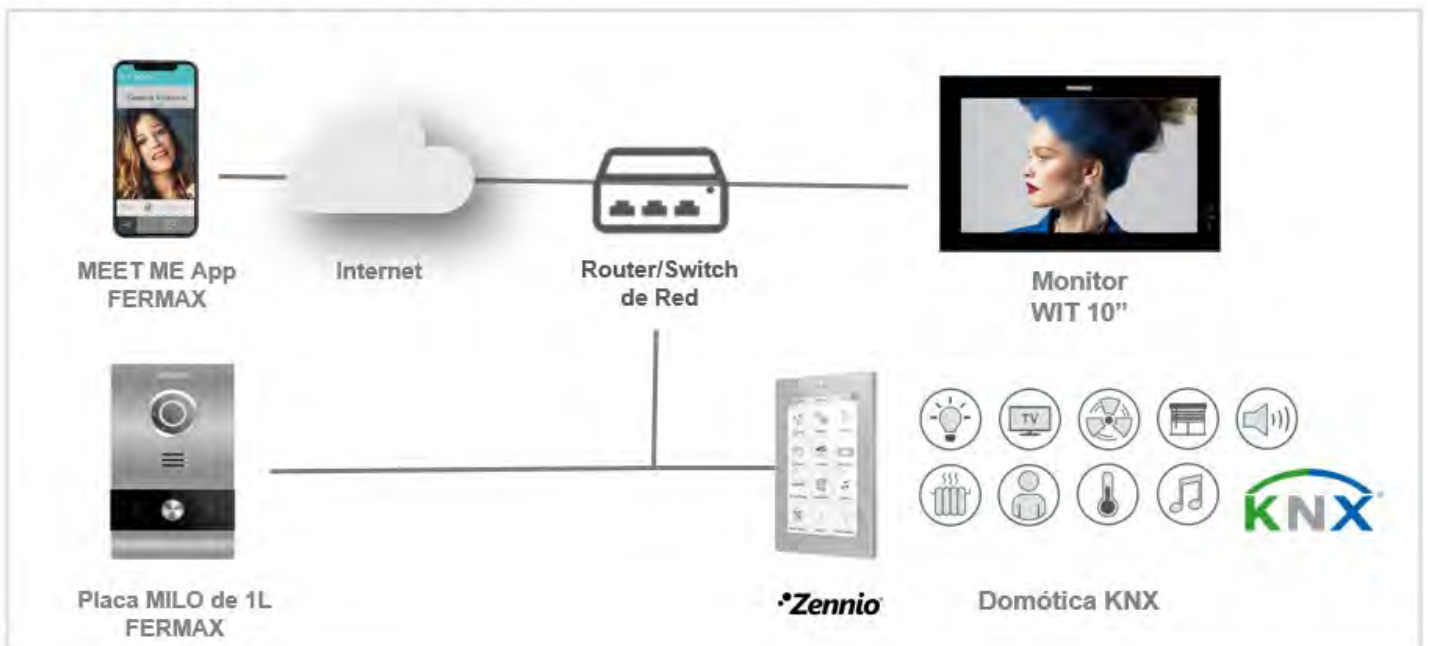 MEET ME App
FERMAX
Internet
Router/Switch
de Red
Monitor
WIT 10”
TV
KNX
Placa MILO de 1L
FERMAX
Zennio
Domótica KNX